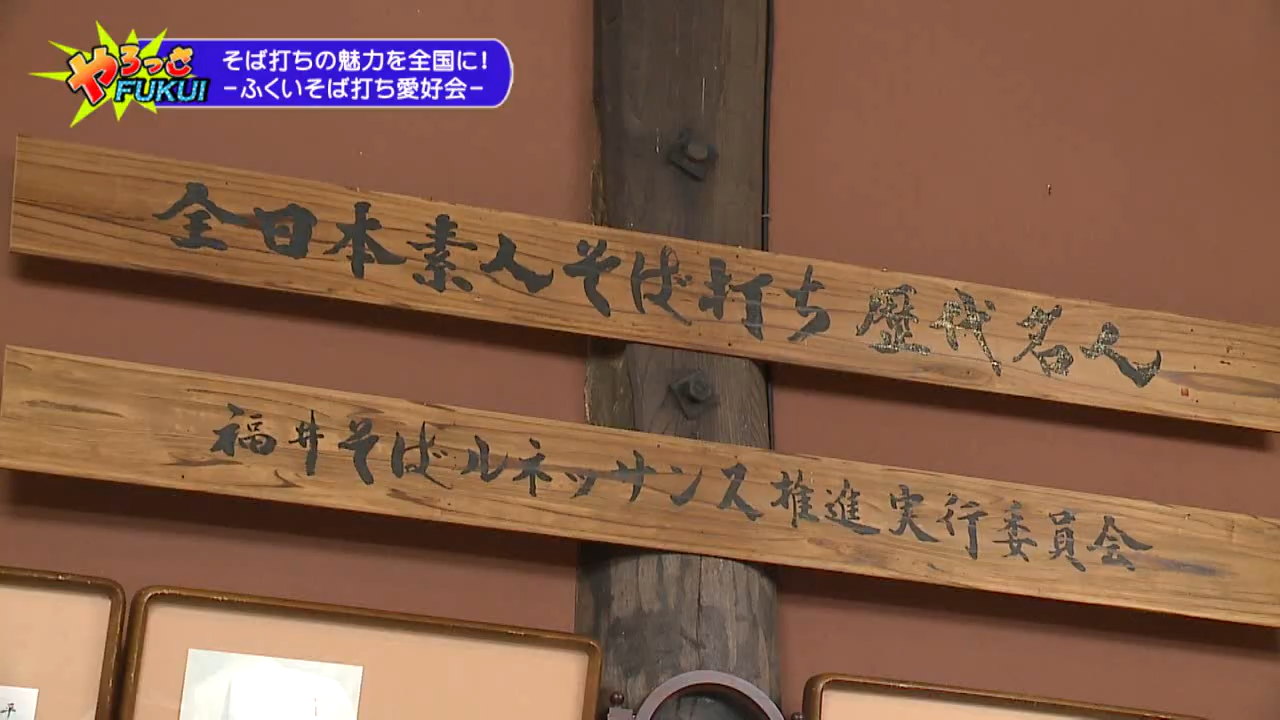 やろっさ
FUKUI
そば打ちの魅力を全国に!
-ふくいそば打ち愛好会-
全日本素人そば打ち歴代名人
福井そばルネッサンス推進実行委員会
平